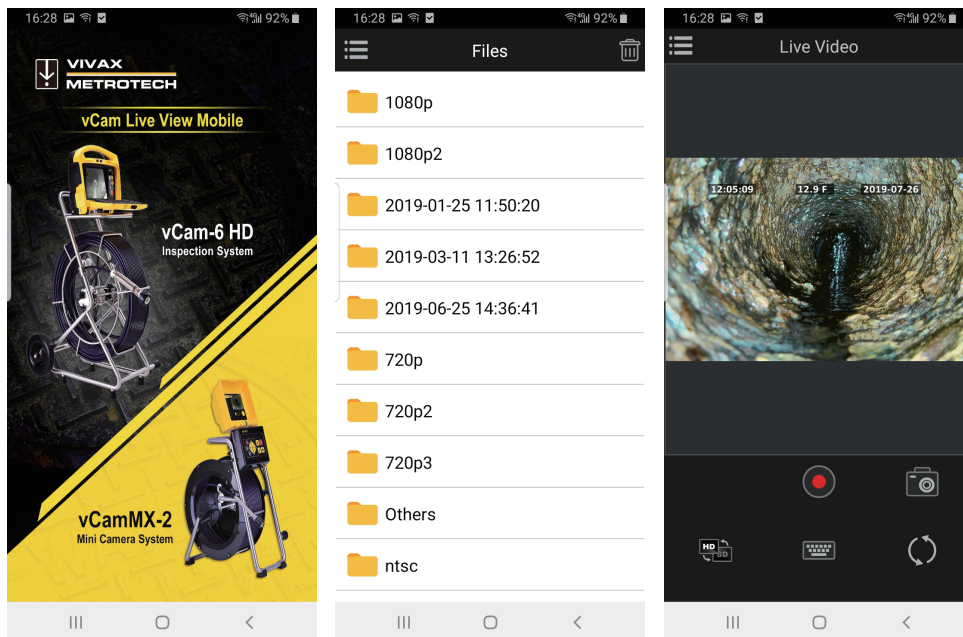 16:28 92%
VIVAX
METROTECH
vCam Live View Mobile
vCam-6 HD
Inspection System
vCamMX-2
Mini Camera System
16:28 92%
Files
1080p
1080p2
2019-01-25 11:50:20
2019-03-11 13:26:52
2019-06-25 14:36:41
720p
720p2
720p3
Others
ntsc
16:28 92%
Live Video
12:05:09 12.9 F 2019-07-26
HD
SD